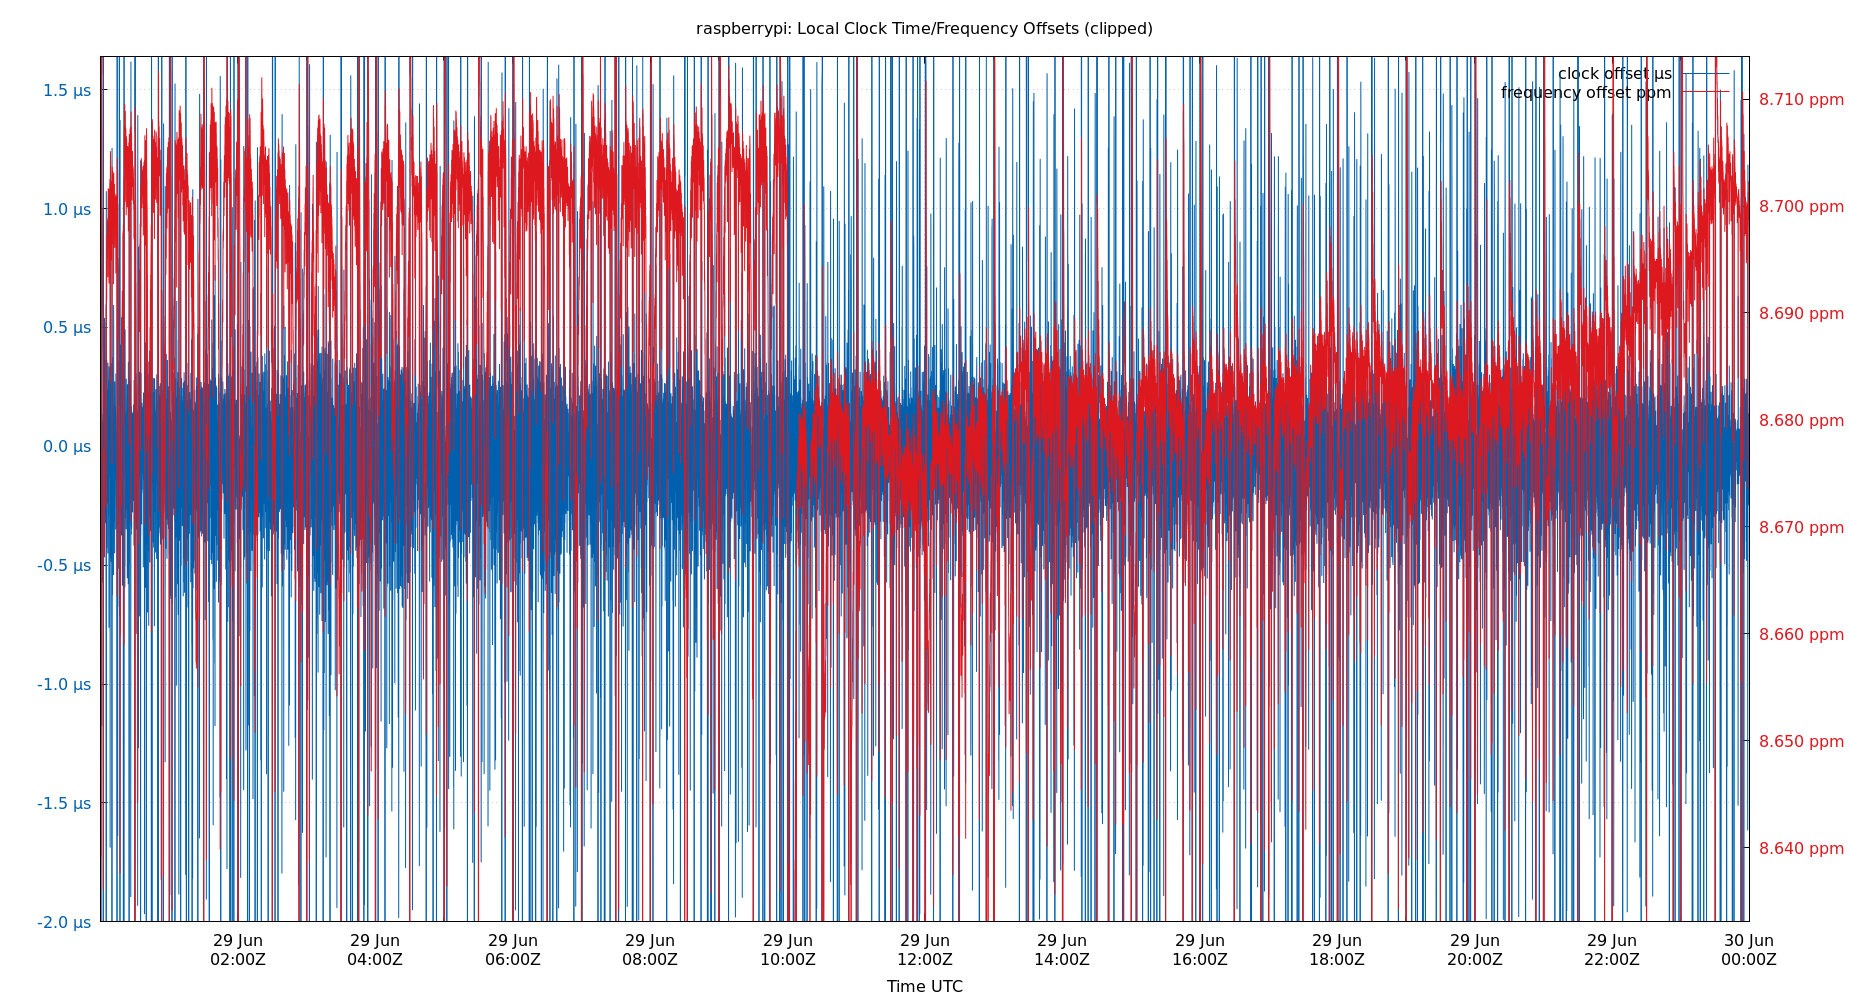 raspberrypi: Local Clock Time/Frequency Offsets (clipped)
clock offset µs
frequency offset ppm
1.5 µs
1.0 µs
0.5 µs
0.0 µs
-0.5 µs
-1.0 µs
-1.5 µs
-2.0 µs
8.710 ppm
8.700 ppm
8.690 ppm
8.680 ppm
8.670 ppm
8.660 ppm
8.650 ppm
8.640 ppm
29 Jun 29 Jun 29 Jun 29 Jun 29 Jun 29 Jun 29 Jun 29 Jun 29 Jun 29 Jun 29 Jun 30 Jun
02:00Z 04:00Z 06:00Z 08:00Z 10:00Z 12:00Z 14:00Z 16:00Z 18:00Z 20:00Z 22:00Z 00:00Z
Time UTC